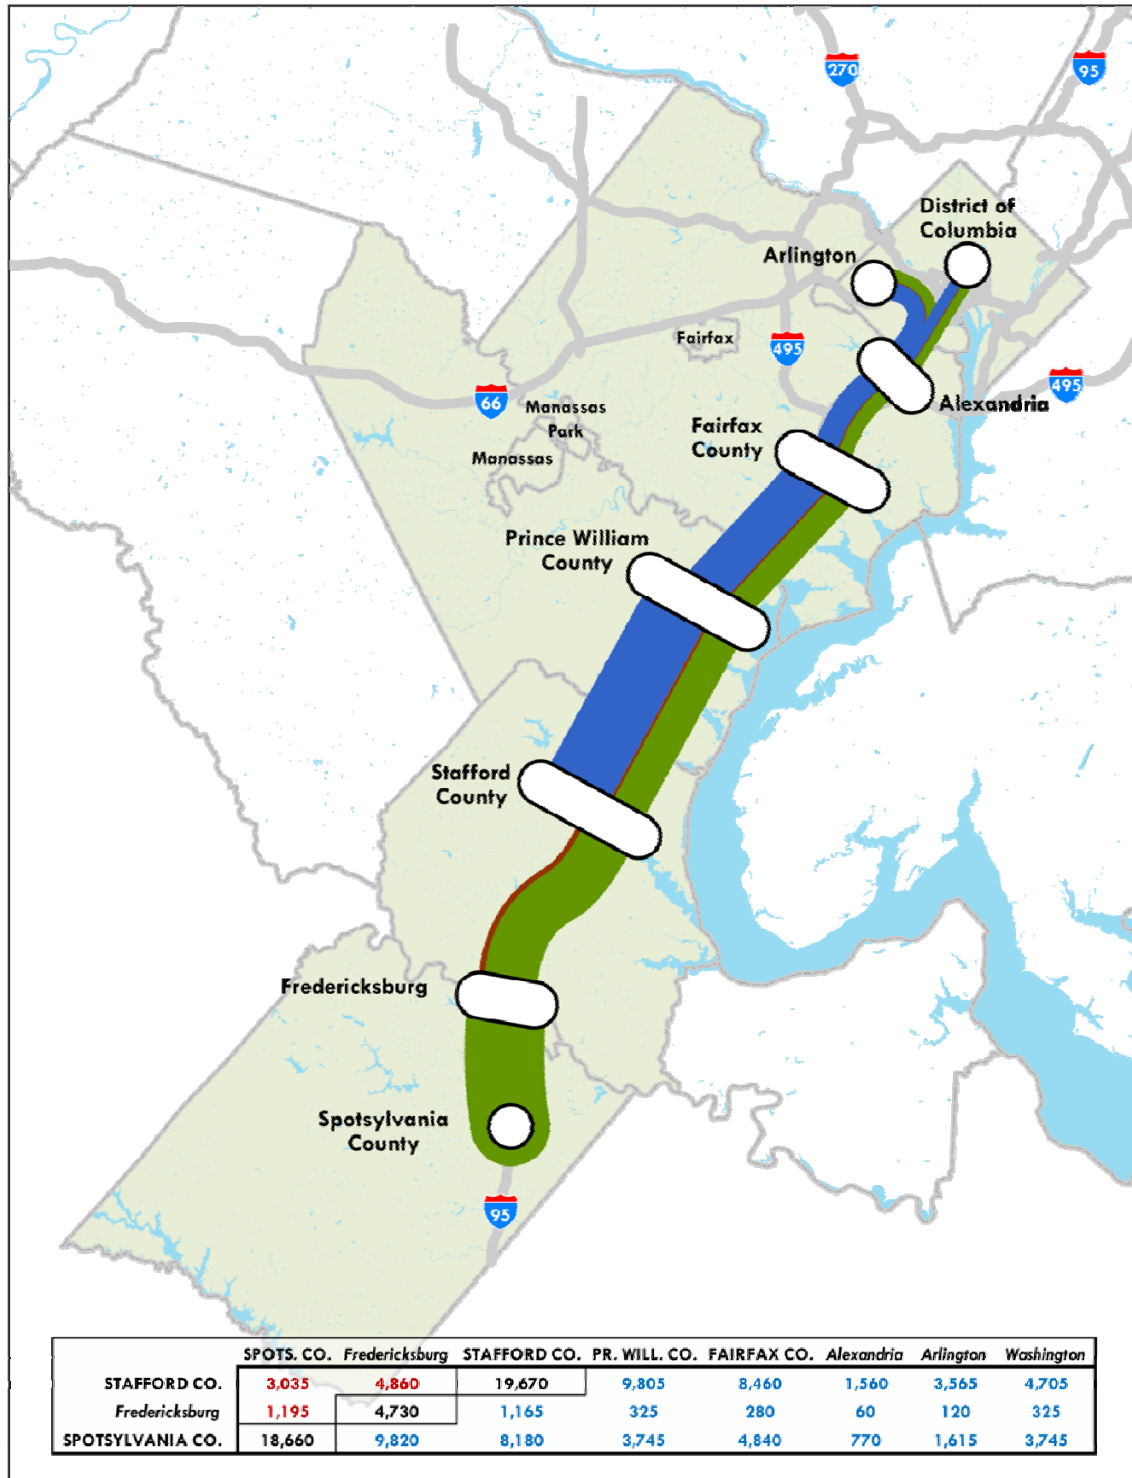 270
95
District of
Columbia
Arlington
Fairfax
495
495
66
Manassas
Park
Manassas
Alexandria
Fairfax
County
Prince William
County
Stafford
County
Fredericksburg
Spotsylvania
County
95
SPOTS. CO. Fredericksburg STAFFORD CO. PR. WILL. CO. FAIRFAX CO. Alexandria Arlington Washington
STAFFORD CO. 3,035 4,860 19,670 9,805 8,460 1,560 3,565 4,705
Fredericksburg 1,195 4,730 1,165 325 280 60 120 325
SPOTSYLVANIA CO. 18,660 9,820 8,180 3,745 4,840 770 1,615 3,745